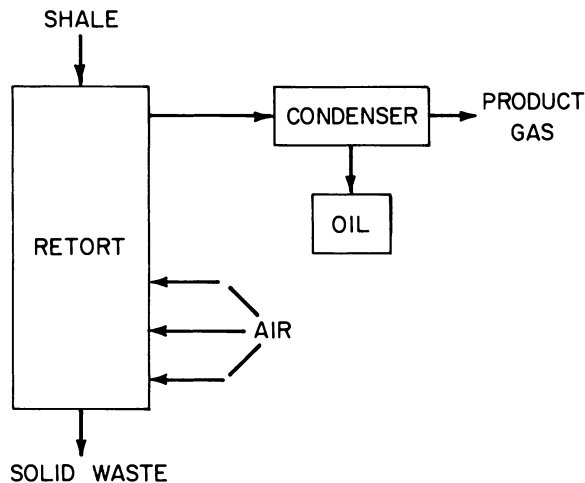 SHALE
CONDENSER
PRODUCT
GAS
OIL
RETORT
AIR
SOLID WASTE